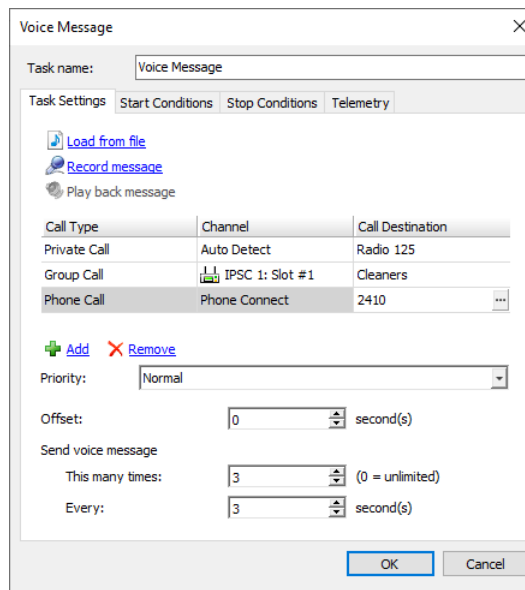 Voice Message
Task name: Voice Message
Task Settings Start Conditions Stop Conditions Telemetry
Load from file
Record message
Play back message
Call Type Channel Call Destination
Private Call Auto Detect Radio 125
Group Call IPSC 1: Slot #1 Cleaners
Phone Call Phone Connect 2410 ...
Add Remove
Priority: Normal
Offset: 0 second(s)
Send voice message
This many times: 3 (0 = unlimited)
Every: 3 second(s)
OK Cancel